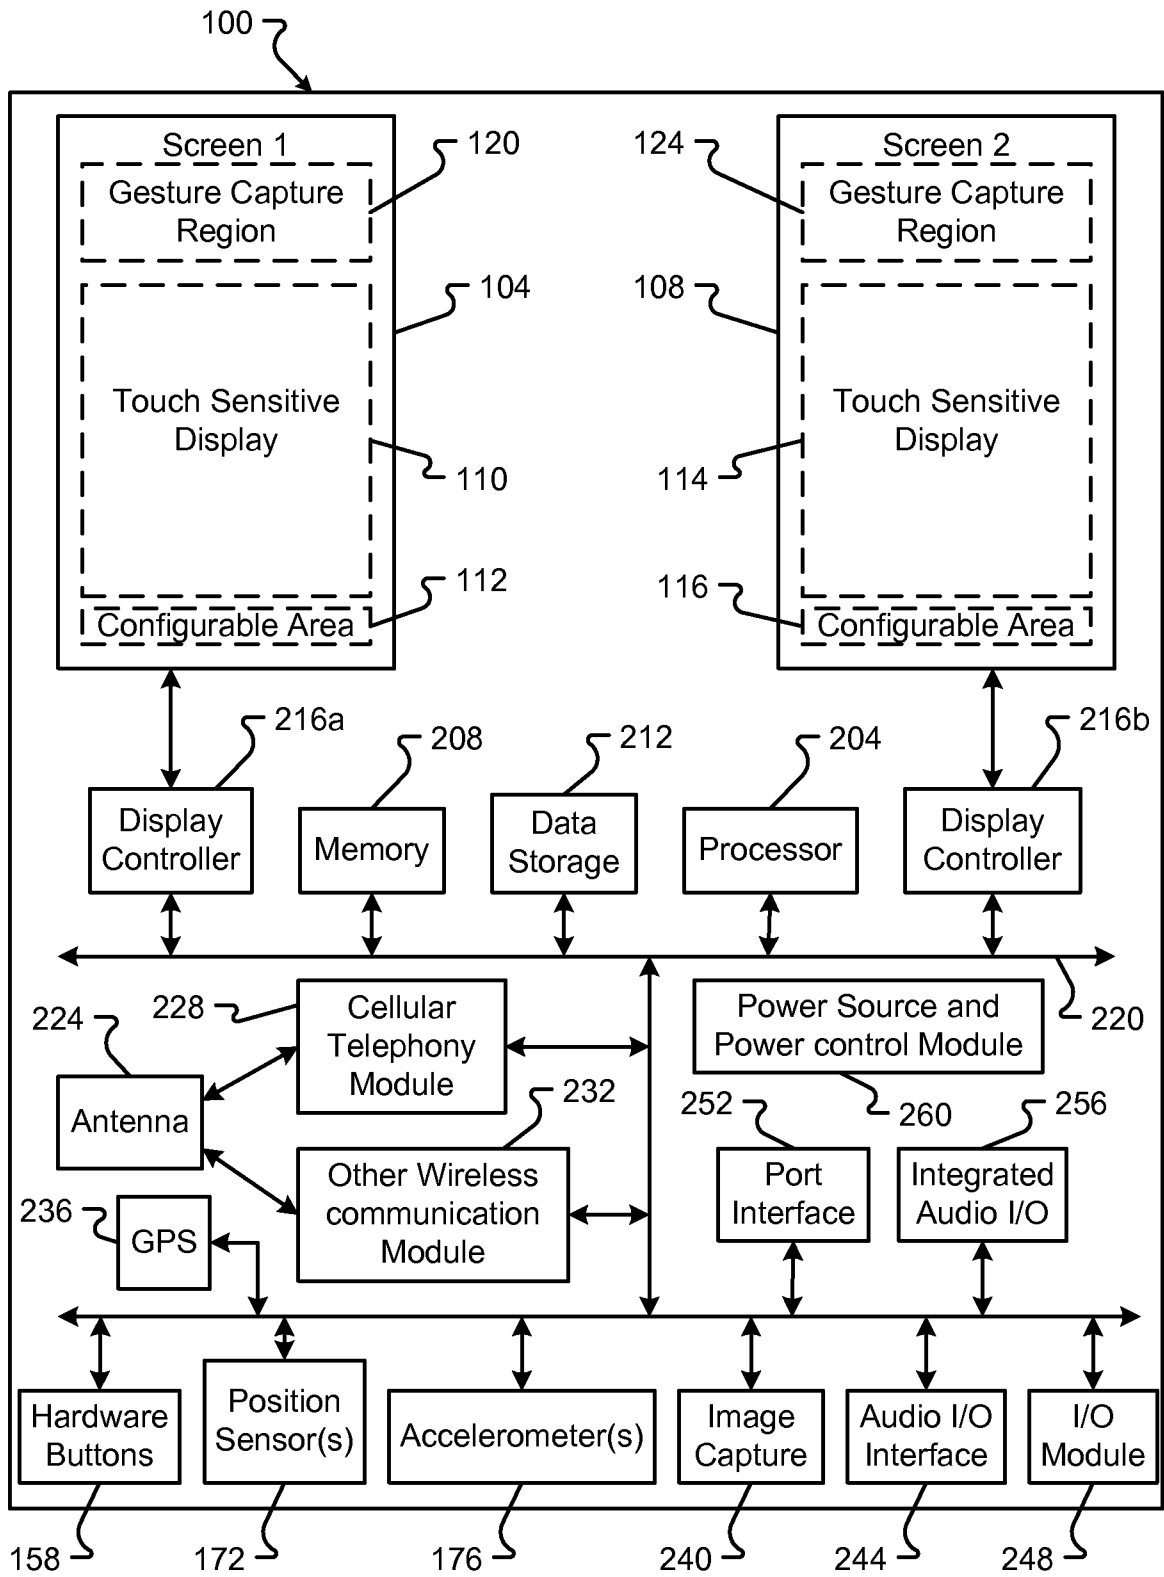 100
Screen 1
Gesture Capture
Region
120
Screen 2
Gesture Capture
Region
124
104
108
Touch Sensitive
Display
110
Touch Sensitive
Display
114
112
Configurable Area
116
Configurable Area
216a
208
212
204
216b
Display
Controller
Memory
Data
Storage
Processor
Display
Controller
228
Cellular
Telephony
Module
Power Source and
Power control Module
220
224
Antenna
232
252
260
256
Other Wireless
communication
Module
Port
Interface
Integrated
Audio I/O
236
GPS
Hardware
Buttons
Position
Sensor(s)
Accelerometer(s)
Image
Capture
Audio I/O
Interface
I/O
Module
158
172
176
240
244
248